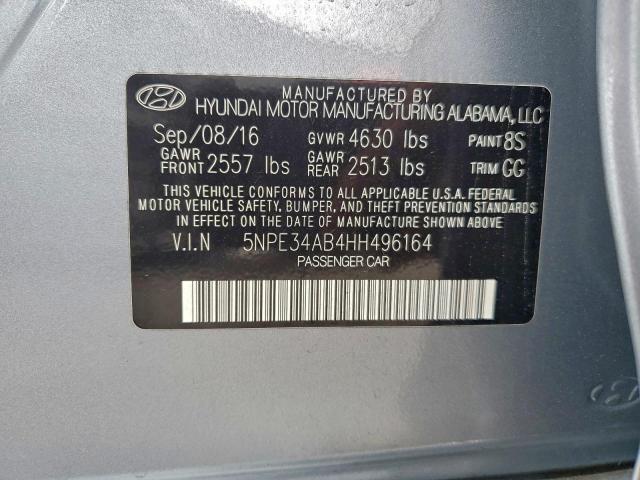 MANUFACTURED BY
HYUNDAI MOTOR MANUFACTURING ALABAMA, LLC
Sep/08/16 GVWR 4630 lbs PAINT 8S
GAWR FRONT 2557 lbs GAWR REAR 2513 lbs TRIM GG
THIS VEHICLE CONFORMS TO ALL APPLICABLE U.S.A. FEDERAL
MOTOR VEHICLE SAFETY, BUMPER, AND THEFT PREVENTION STANDARDS
IN EFFECT ON THE DATE OF MANUFACTURE SHOWN ABOVE
V.I.N 5NPE34AB4HH496164
PASSENGER CAR